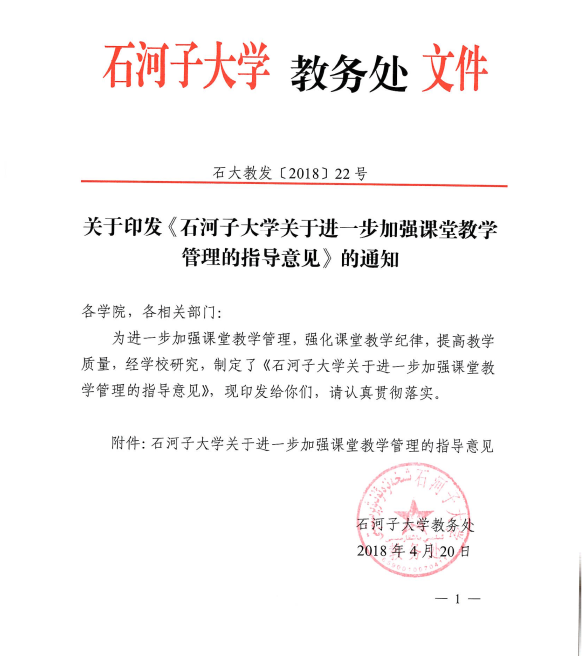 石河子大学 教务处 文件
石大教发〔2018〕22号
关于印发《石河子大学关于进一步加强课堂教学
管理的指导意见》的通知
各学院，各相关部门：
为进一步加强课堂教学管理，强化课堂教学纪律，提高教学
质量，经学校研究，制定了《石河子大学关于进一步加强课堂教
学管理的指导意见》，现印发给你们，请认真贯彻落实。
附件：石河子大学关于进一步加强课堂教学管理的指导意见
石河子大学
石河子大学教务处
2018年4月20日
教务处
— 1 —